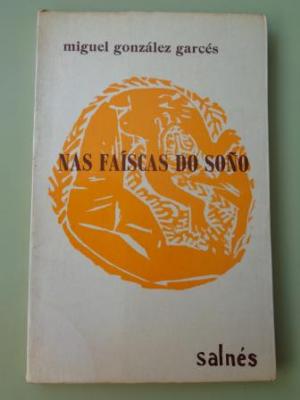 miguel gonzález garcés
NAS FAÍSCAS DO SOÑO
salnés